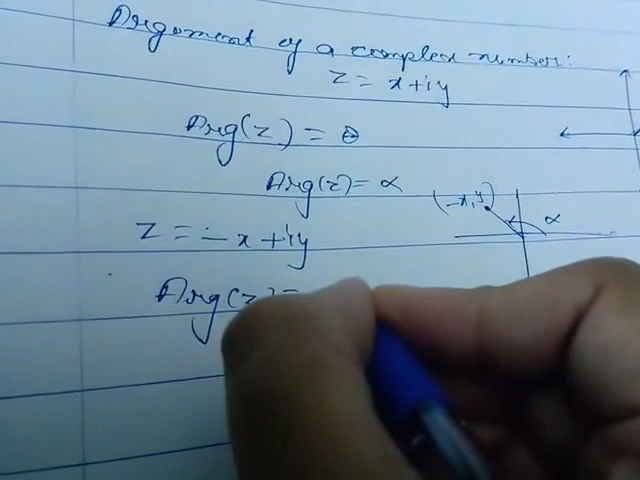 Argument of a complex number:
z = x+iy
Arg(z) = θ
Arg(z) = α
(-x,y)
α
z = -x+iy
Arg(z)=